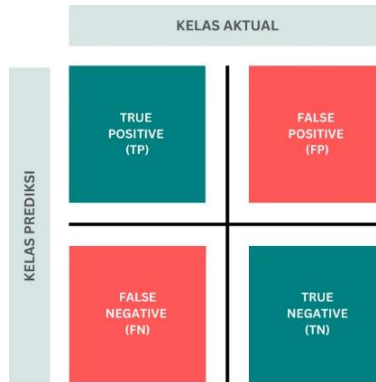 KELAS AKTUAL
KELAS PREDIKSI
TRUE
POSITIVE
(TP)
FALSE
POSITIVE
(FP)
FALSE
NEGATIVE
(FN)
TRUE
NEGATIVE
(TN)